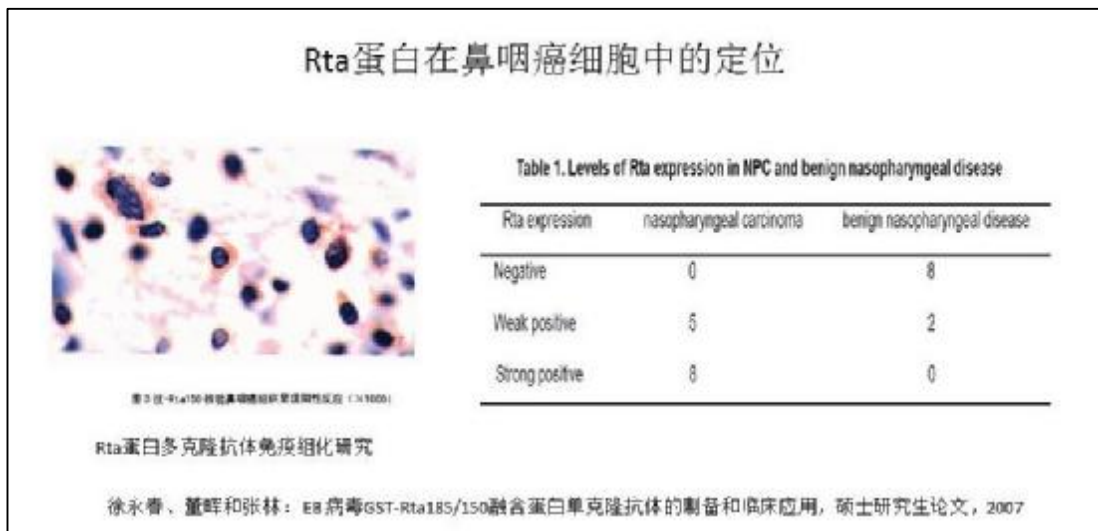 Rta蛋白在鼻咽癌细胞中的定位
Table 1. Levels of Rta expression in NPC and benign nasopharyngeal disease
Rta expression nasopharyngeal carcinoma benign nasopharyngeal disease
Negative 0 8
Weak positive 5 2
Strong positive 8 0
Rta蛋白多克隆抗体免疫组化研究
徐永春、董晖和张林：EB病毒GST-Rta185/150融合蛋白单克隆抗体的制备和临床应用，硕士研究生论文，2007